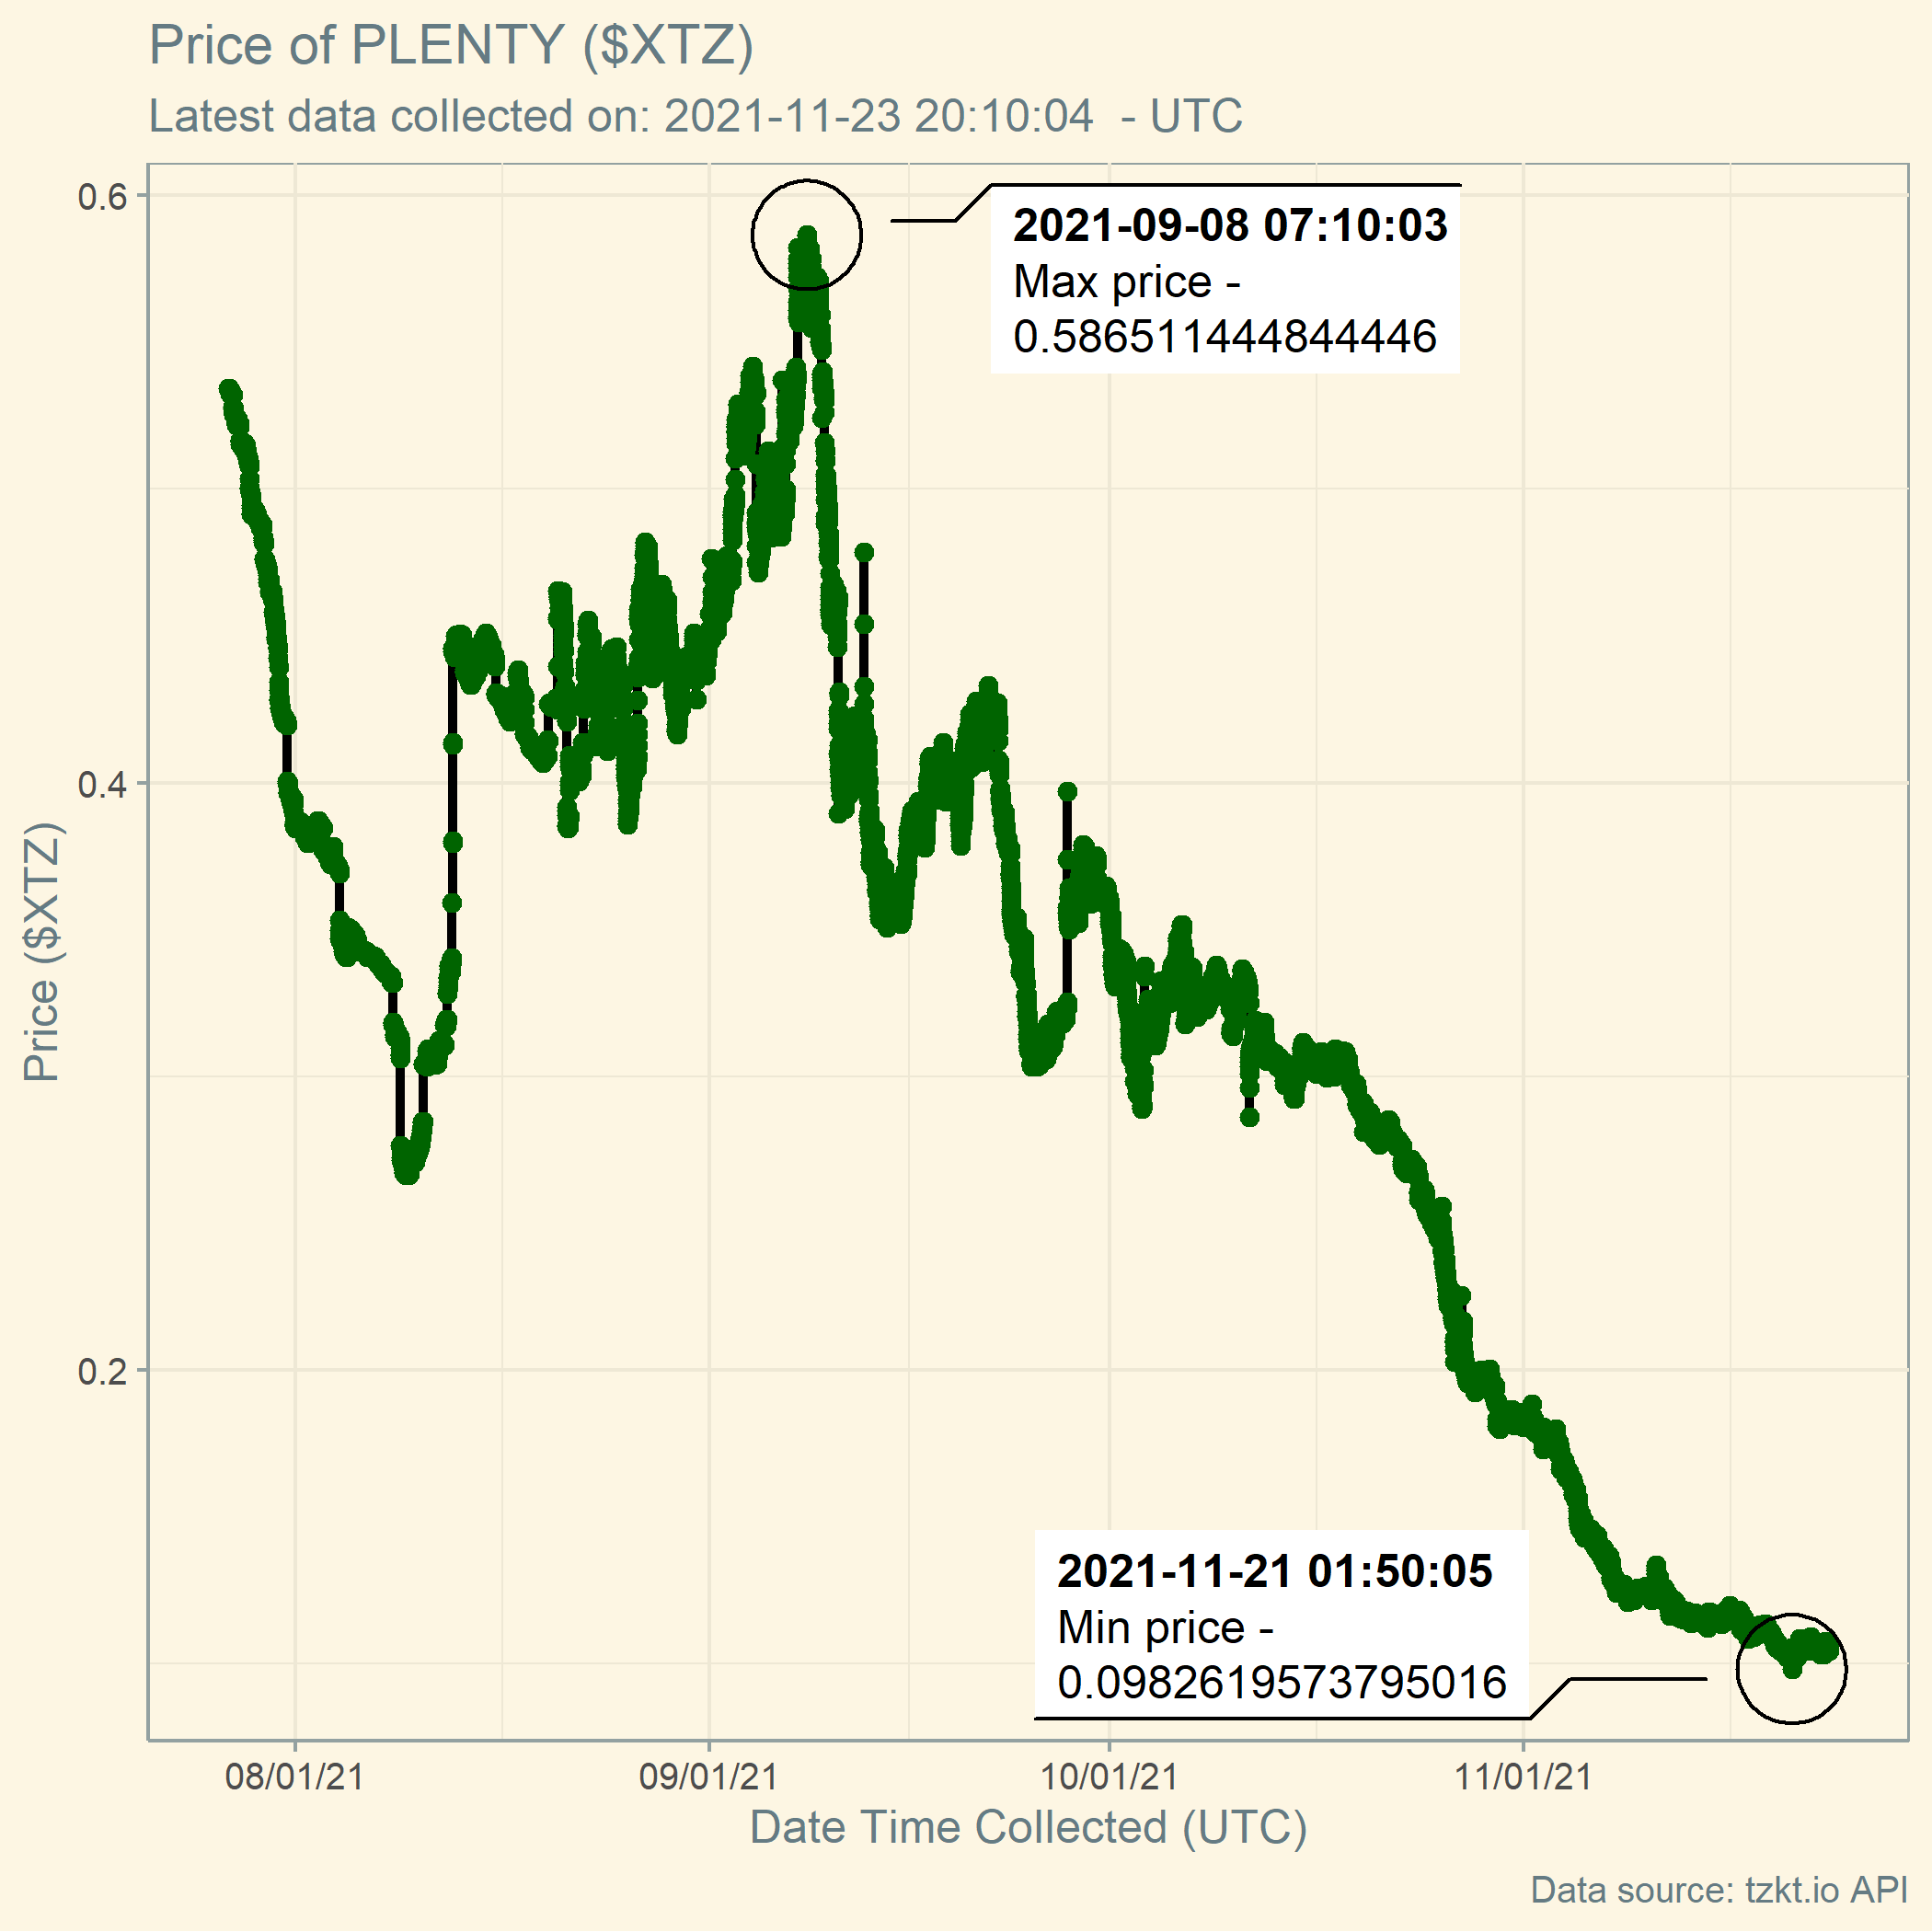 Price of PLENTY ($XTZ)
Latest data collected on: 2021-11-23 20:10:04  - UTC
0.6
0.4
0.2
Price ($XTZ)
2021-09-08 07:10:03
Max price -
0.586511444844446
2021-11-21 01:50:05
Min price -
0.0982619573795016
08/01/21
09/01/21
10/01/21
11/01/21
Date Time Collected (UTC)
Data source: tzkt.io API